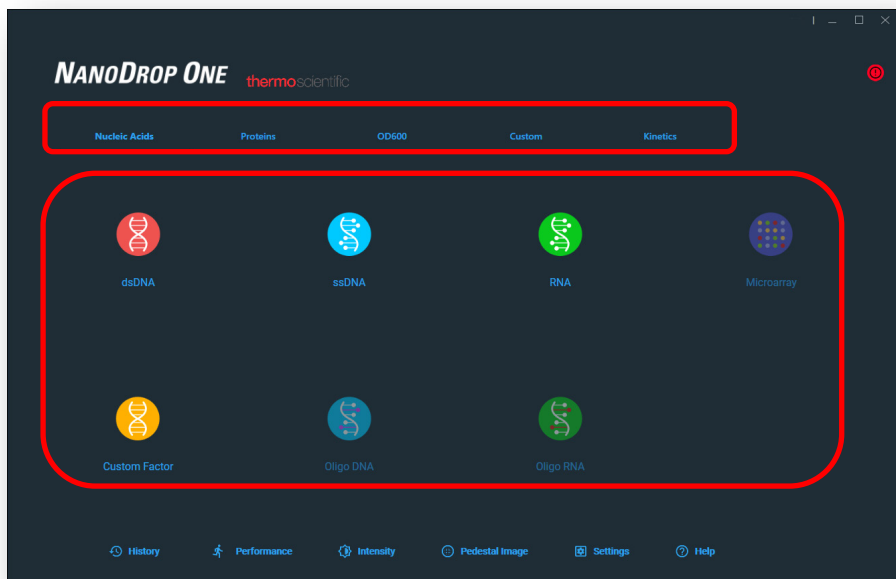 NANODROP ONE thermoscientific
Nucleic Acids Proteins OD600 Custom Kinetics
dsDNA ssDNA RNA Microarray
Custom Factor Oligo DNA Oligo RNA
History Performance Intensity Pedestal Image Settings Help